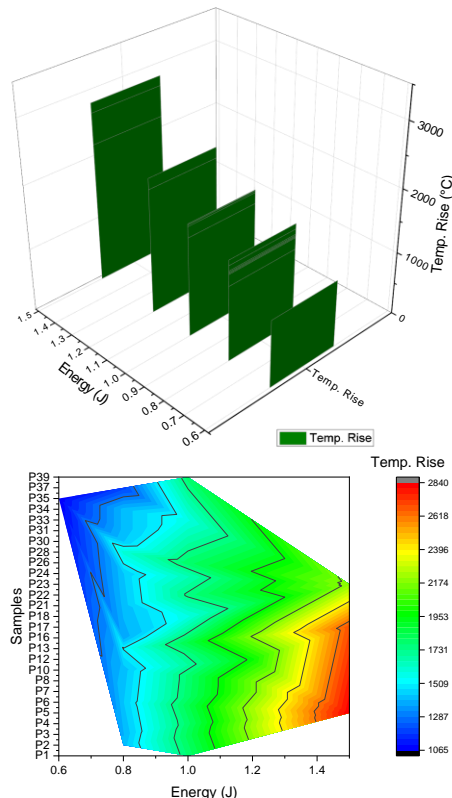 3000
2000
1000
0
Temp. Rise (°C)
1.5
1.4
1.3
1.2
1.1
1.0
0.9
0.8
0.7
0.6
Energy (J)
Temp. Rise
Temp. Rise
Temp. Rise
P39
P37
P35
P34
P33
P31
P30
P28
P26
P24
P23
P22
P21
P18
P17
P16
P13
P12
P10
P8
P7
P6
P5
P4
P3
P2
P1
Samples
0.6
0.8
1.0
1.2
1.4
Energy (J)
2840
2618
2396
2174
1953
1731
1509
1287
1065